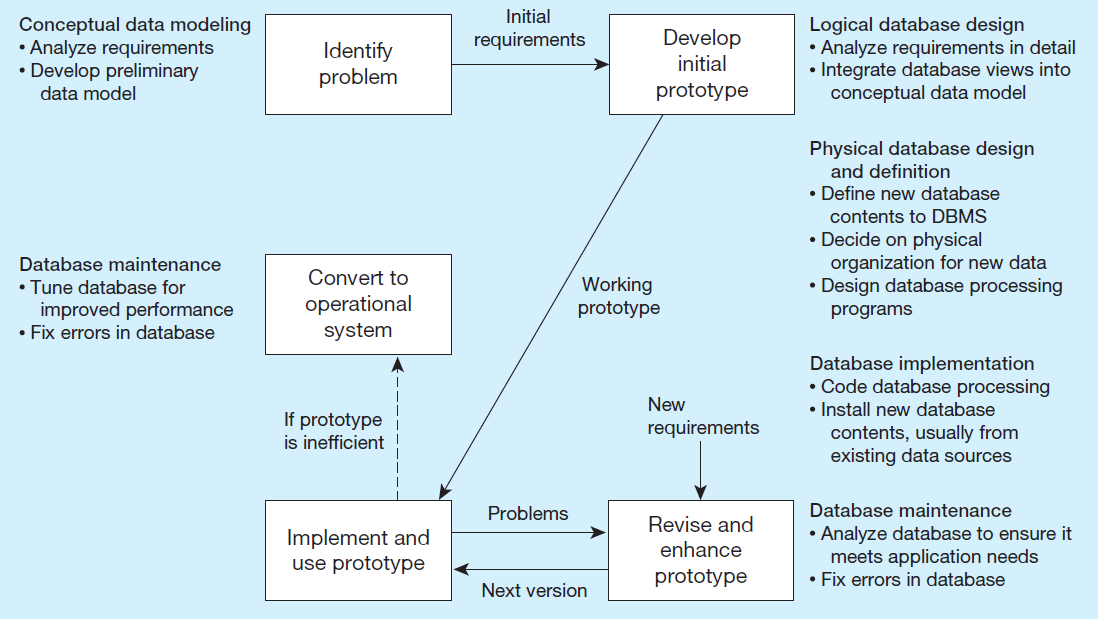 Conceptual data modeling
• Analyze requirements
• Develop preliminary
data model
Identify
problem
Initial
requirements
Develop
initial
prototype
Logical database design
• Analyze requirements in detail
• Integrate database views into
conceptual data model
Physical database design
and definition
• Define new database
contents to DBMS
• Decide on physical
organization for new data
• Design database processing
programs
Database maintenance
• Tune database for
improved performance
• Fix errors in database
Convert to
operational
system
Working
prototype
Database implementation
• Code database processing
• Install new database
contents, usually from
existing data sources
If prototype
is inefficient
New
requirements
Implement and
use prototype
Problems
Next version
Revise and
enhance
prototype
Database maintenance
• Analyze database to ensure it
meets application needs
• Fix errors in database